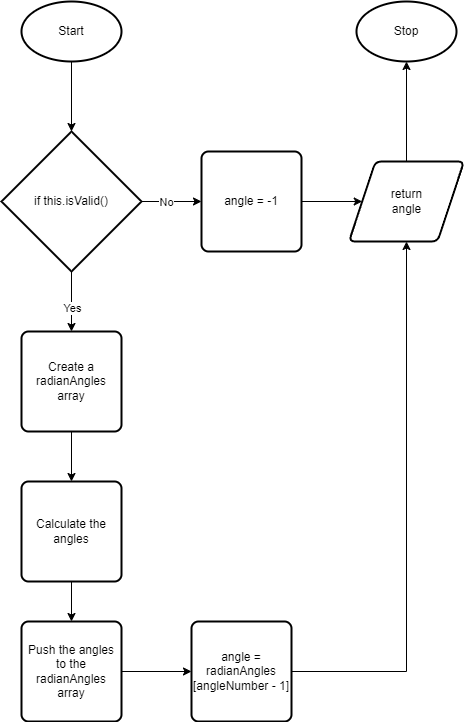 Start
Stop
if this.isValid()
No
angle = -1
return
angle
Yes
Create a
radianAngles
array
Calculate the
angles
Push the angles
to the
radianAngles
array
angle =
radianAngles
[angleNumber - 1]